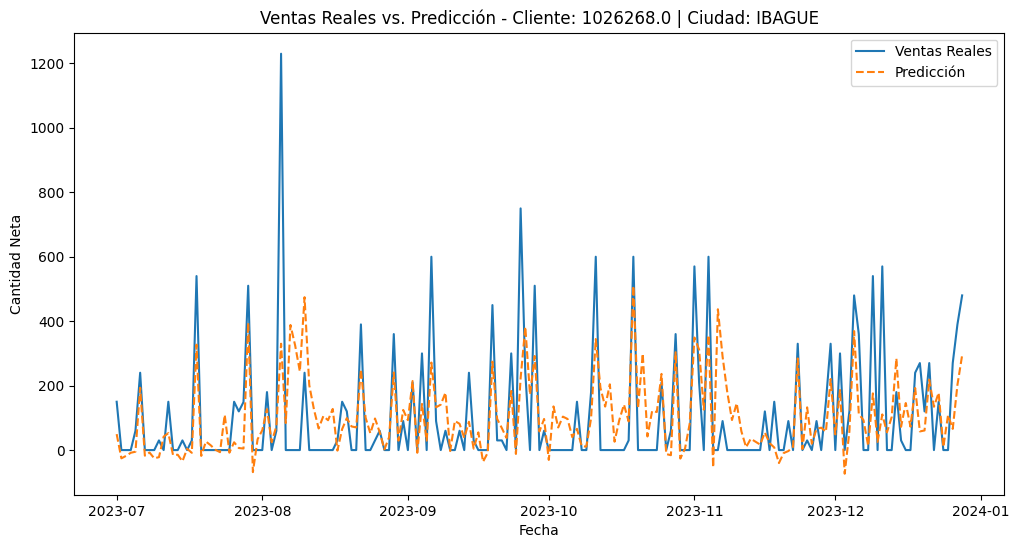 Ventas Reales vs. Predicción - Cliente: 1026268.0 | Ciudad: IBAGUE
Ventas Reales
Predicción
Cantidad Neta
1200
1000
800
600
400
200
0
2023-07 2023-08 2023-09 2023-10 2023-11 2023-12 2024-01
Fecha